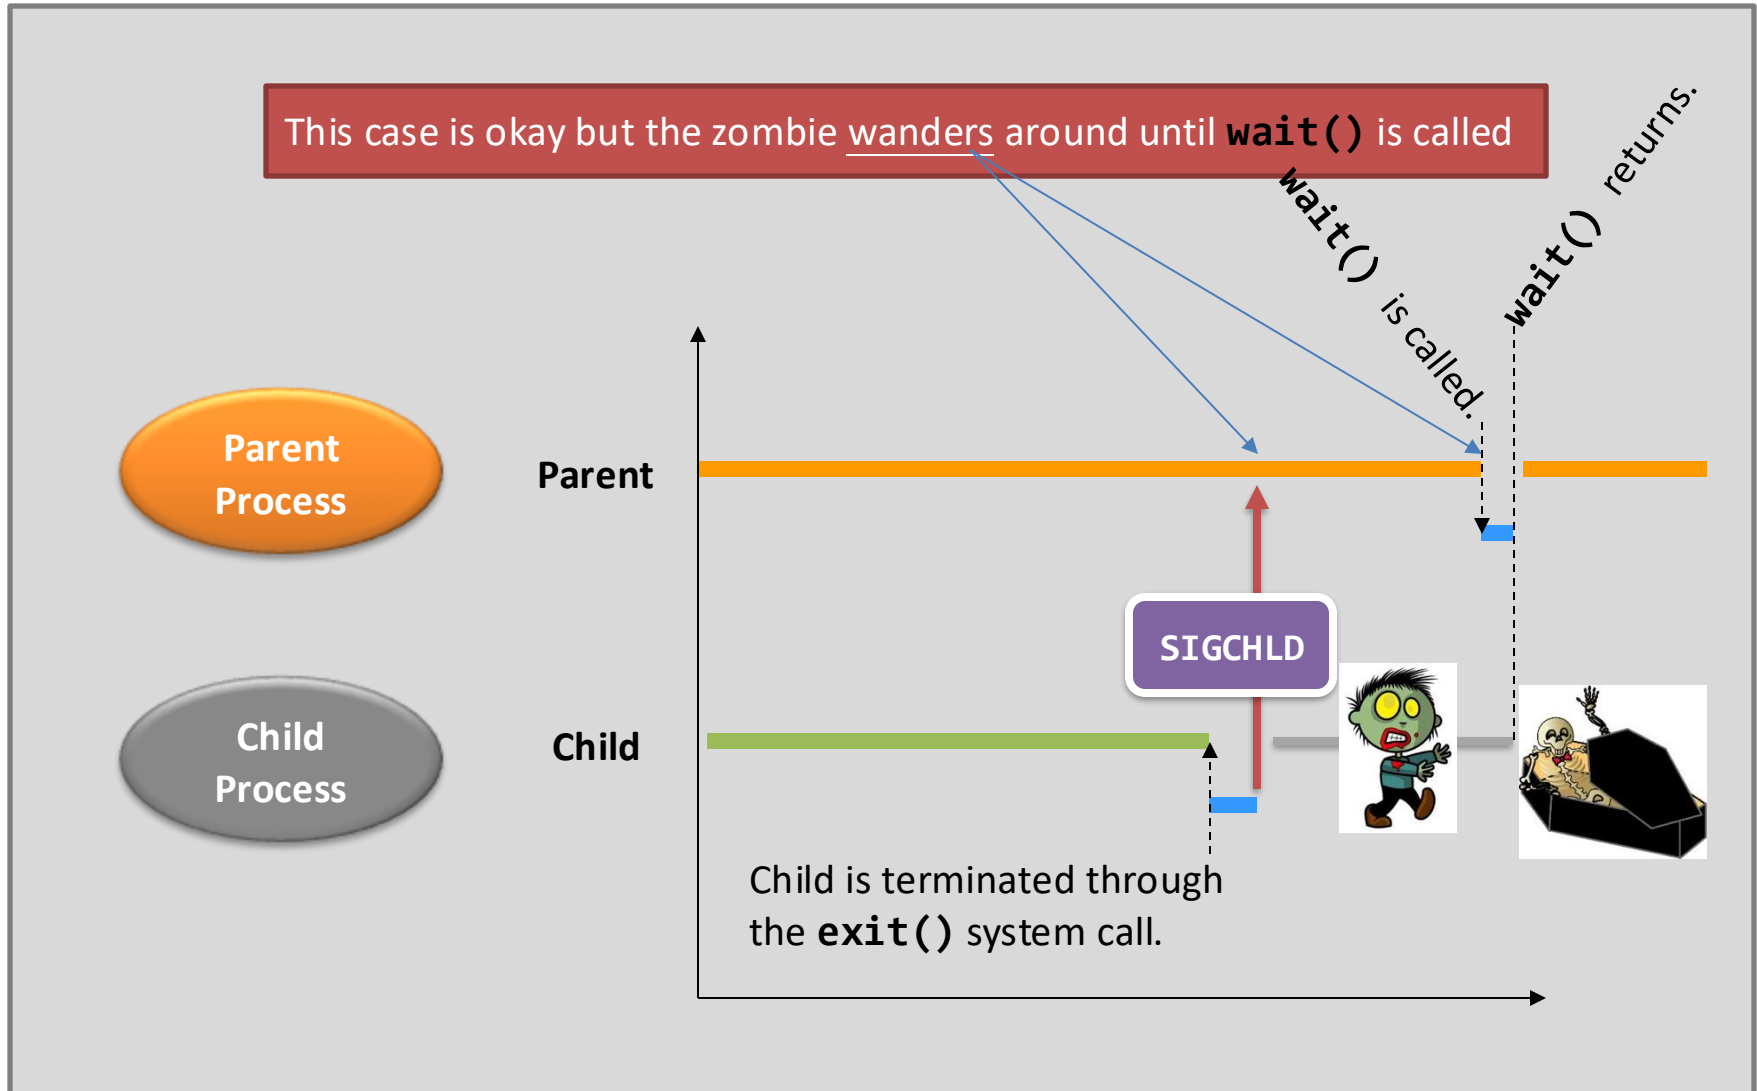 This case is okay but the zombie wanders around until wait() is called
wait() is called.
wait() returns.
Parent
Process
Parent
SIGCHLD
Child
Process
Child
Child is terminated through
the exit() system call.